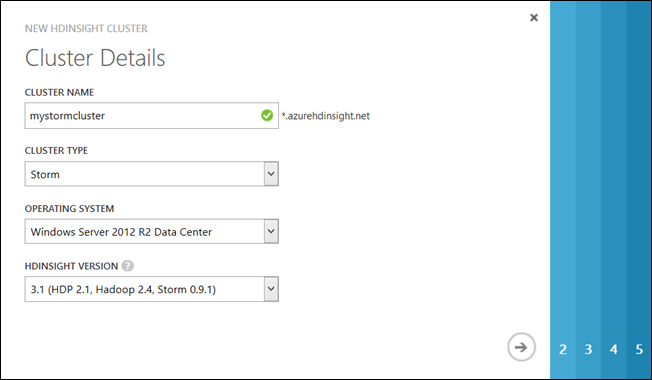 NEW HDINSIGHT CLUSTER
Cluster Details
CLUSTER NAME
mystormcluster *.azurehdinsight.net
CLUSTER TYPE
Storm
OPERATING SYSTEM
Windows Server 2012 R2 Data Center
HDINSIGHT VERSION ?
3.1 (HDP 2.1, Hadoop 2.4, Storm 0.9.1)
2 3 4 5